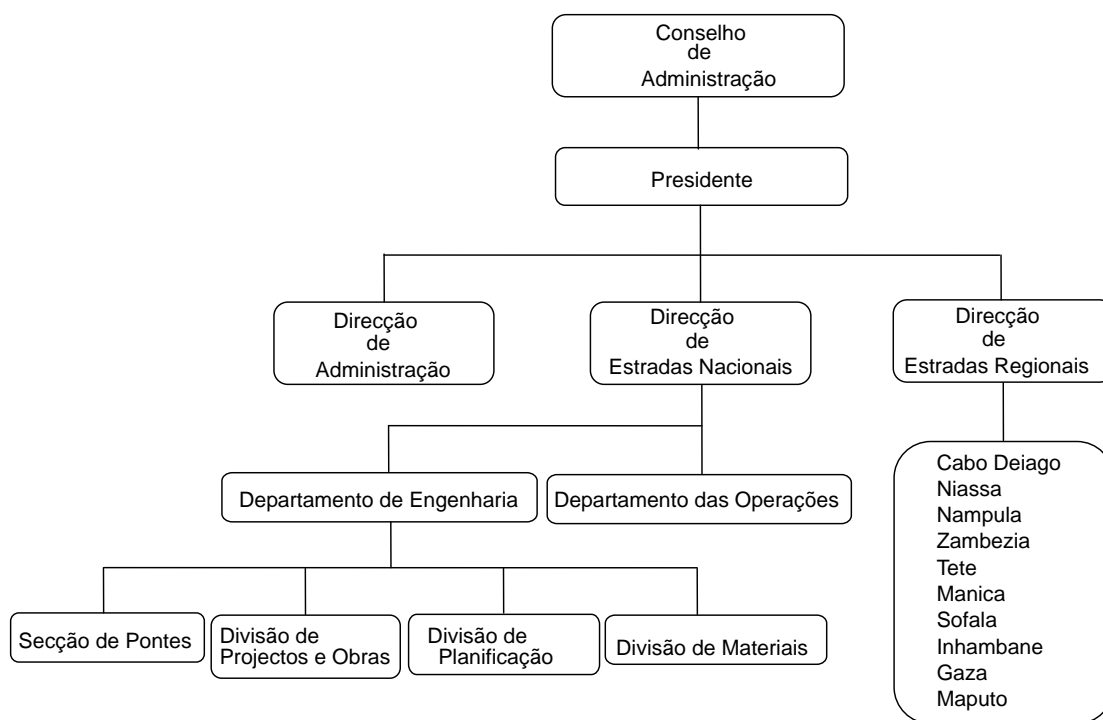 Conselho
de
Administração
Presidente
Direcção
de
Administração
Direcção
de
Estradas Nacionais
Direcção
de
Estradas Regionais
Departamento de Engenharia
Departamento das Operações
Secção de Pontes
Divisão de
Projectos e Obras
Divisão de
Planificação
Divisão de Materiais
Cabo Deiago
Niassa
Nampula
Zambezia
Tete
Manica
Sofala
Inhambane
Gaza
Maputo